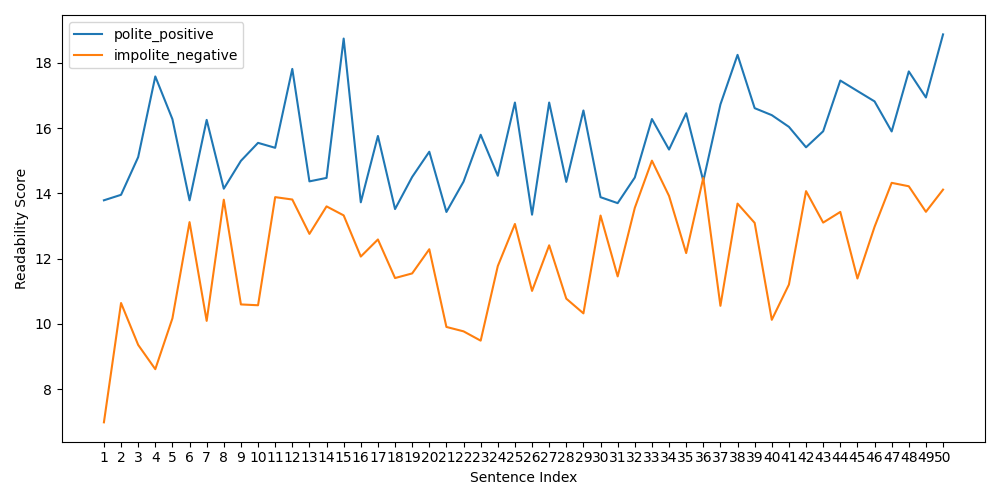 polite_positive
impolite_negative
18
16
14
12
10
8
Readability Score
1 2 3 4 5 6 7 8 9 10 11 12 13 14 15 16 17 18 19 20 21 22 23 24 25 26 27 28 29 30 31 32 33 34 35 36 37 38 39 40 41 42 43 44 45 46 47 48 49 50
Sentence Index